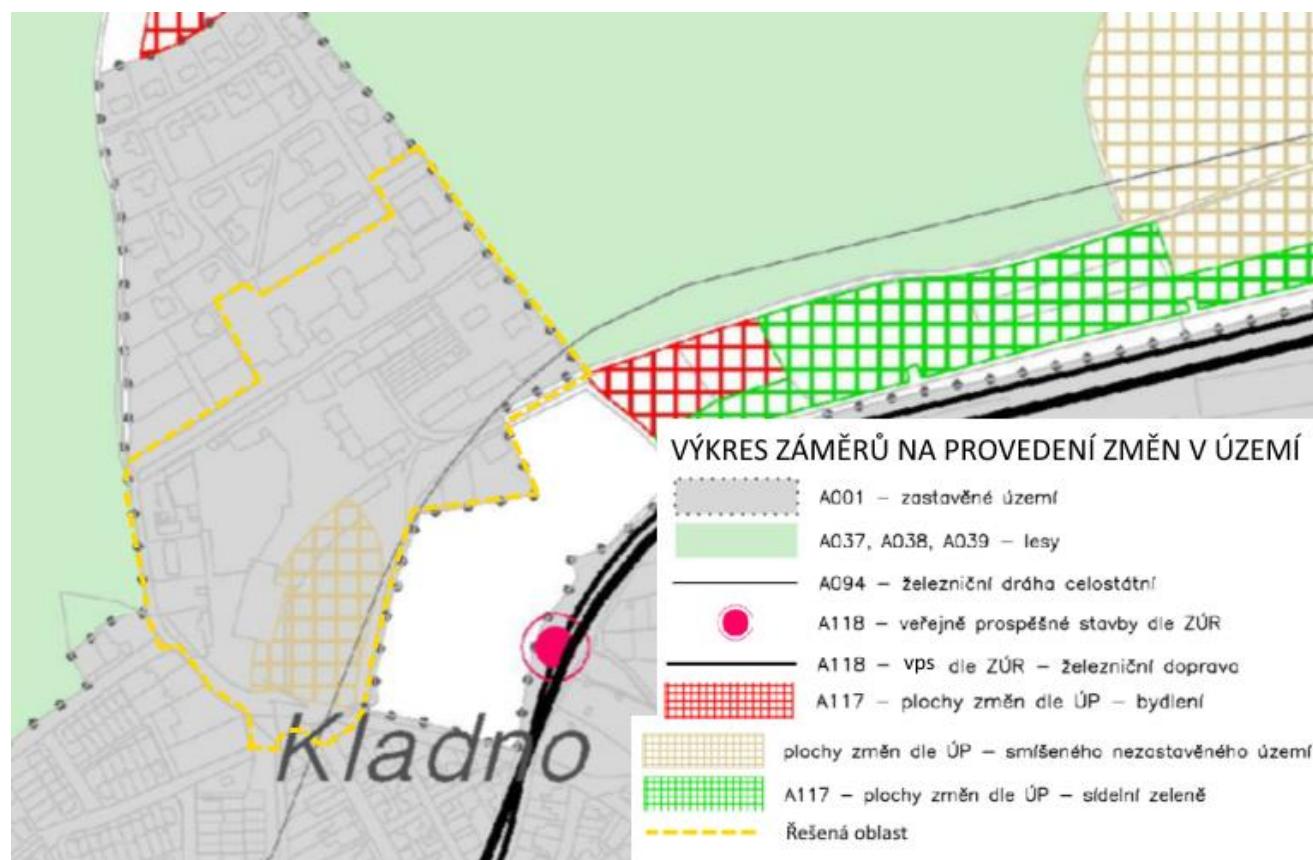 Kladno
VÝKRES ZÁMĚRŮ NA PROVEDENÍ ZMĚN V ÚZEMÍ
A001 – zastavěné území
A037, A038, A039 – lesy
A094 – železniční dráha celostátní
A118 – veřejně prospěšné stavby dle ZÚR
A118 – vps dle ZÚR – železniční doprava
A117 – plochy změn dle ÚP – bydlení
plochy změn dle ÚP – smíšeného nezastavěného území
A117 – plochy změn dle ÚP – sídelní zeleně
Řešená oblast